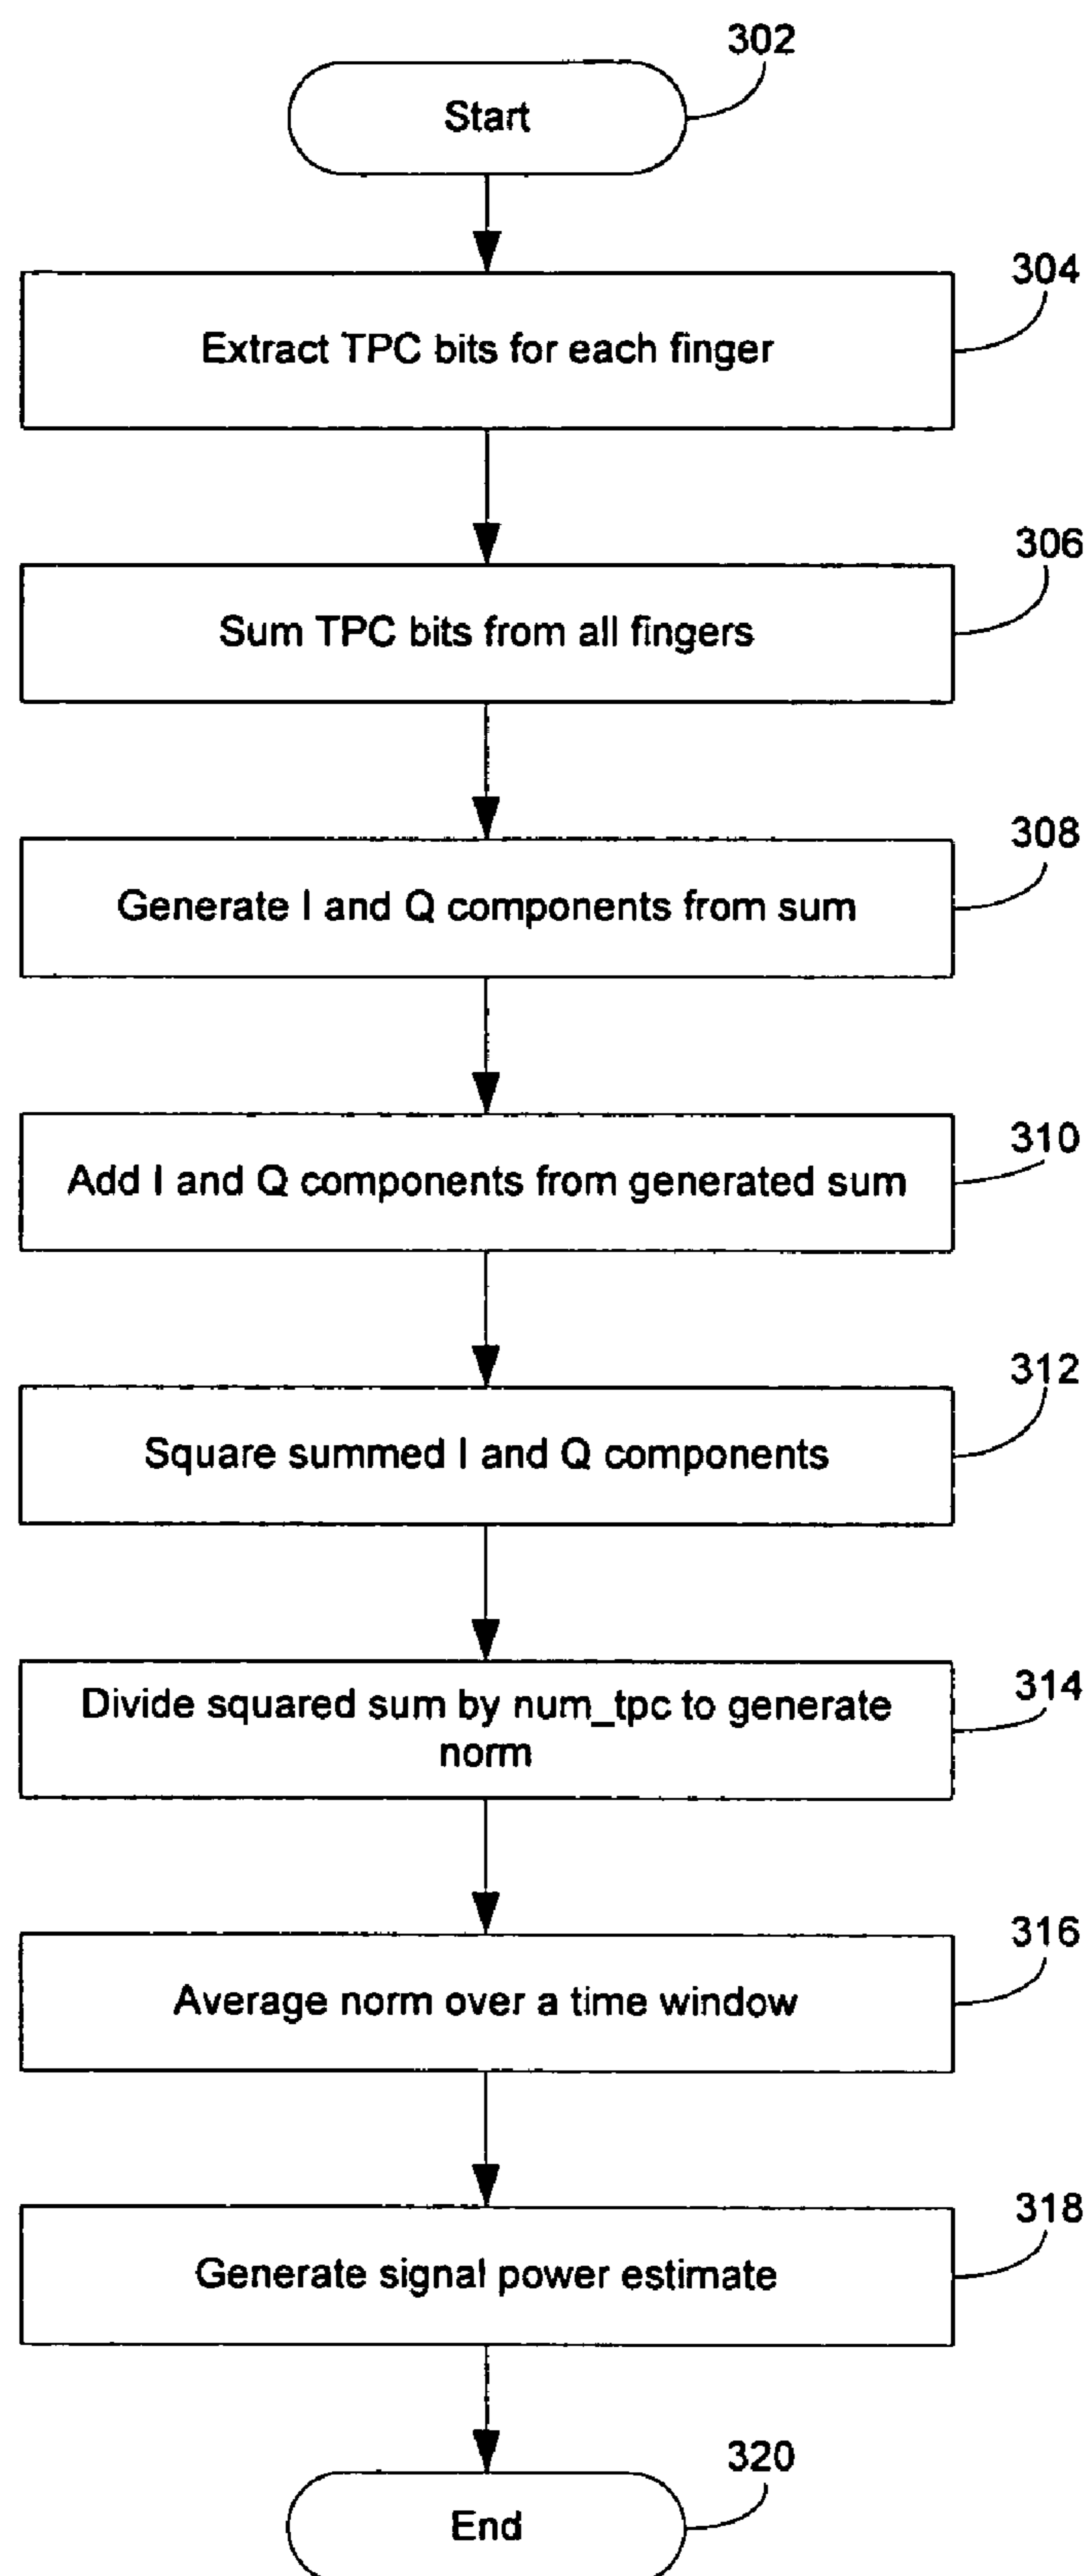 302
Start
304
Extract TPC bits for each finger
306
Sum TPC bits from all fingers
308
Generate I and Q components from sum
310
Add I and Q components from generated sum
312
Square summed I and Q components
314
Divide squared sum by num_tpc to generate
norm
316
Average norm over a time window
318
Generate signal power estimate
320
End